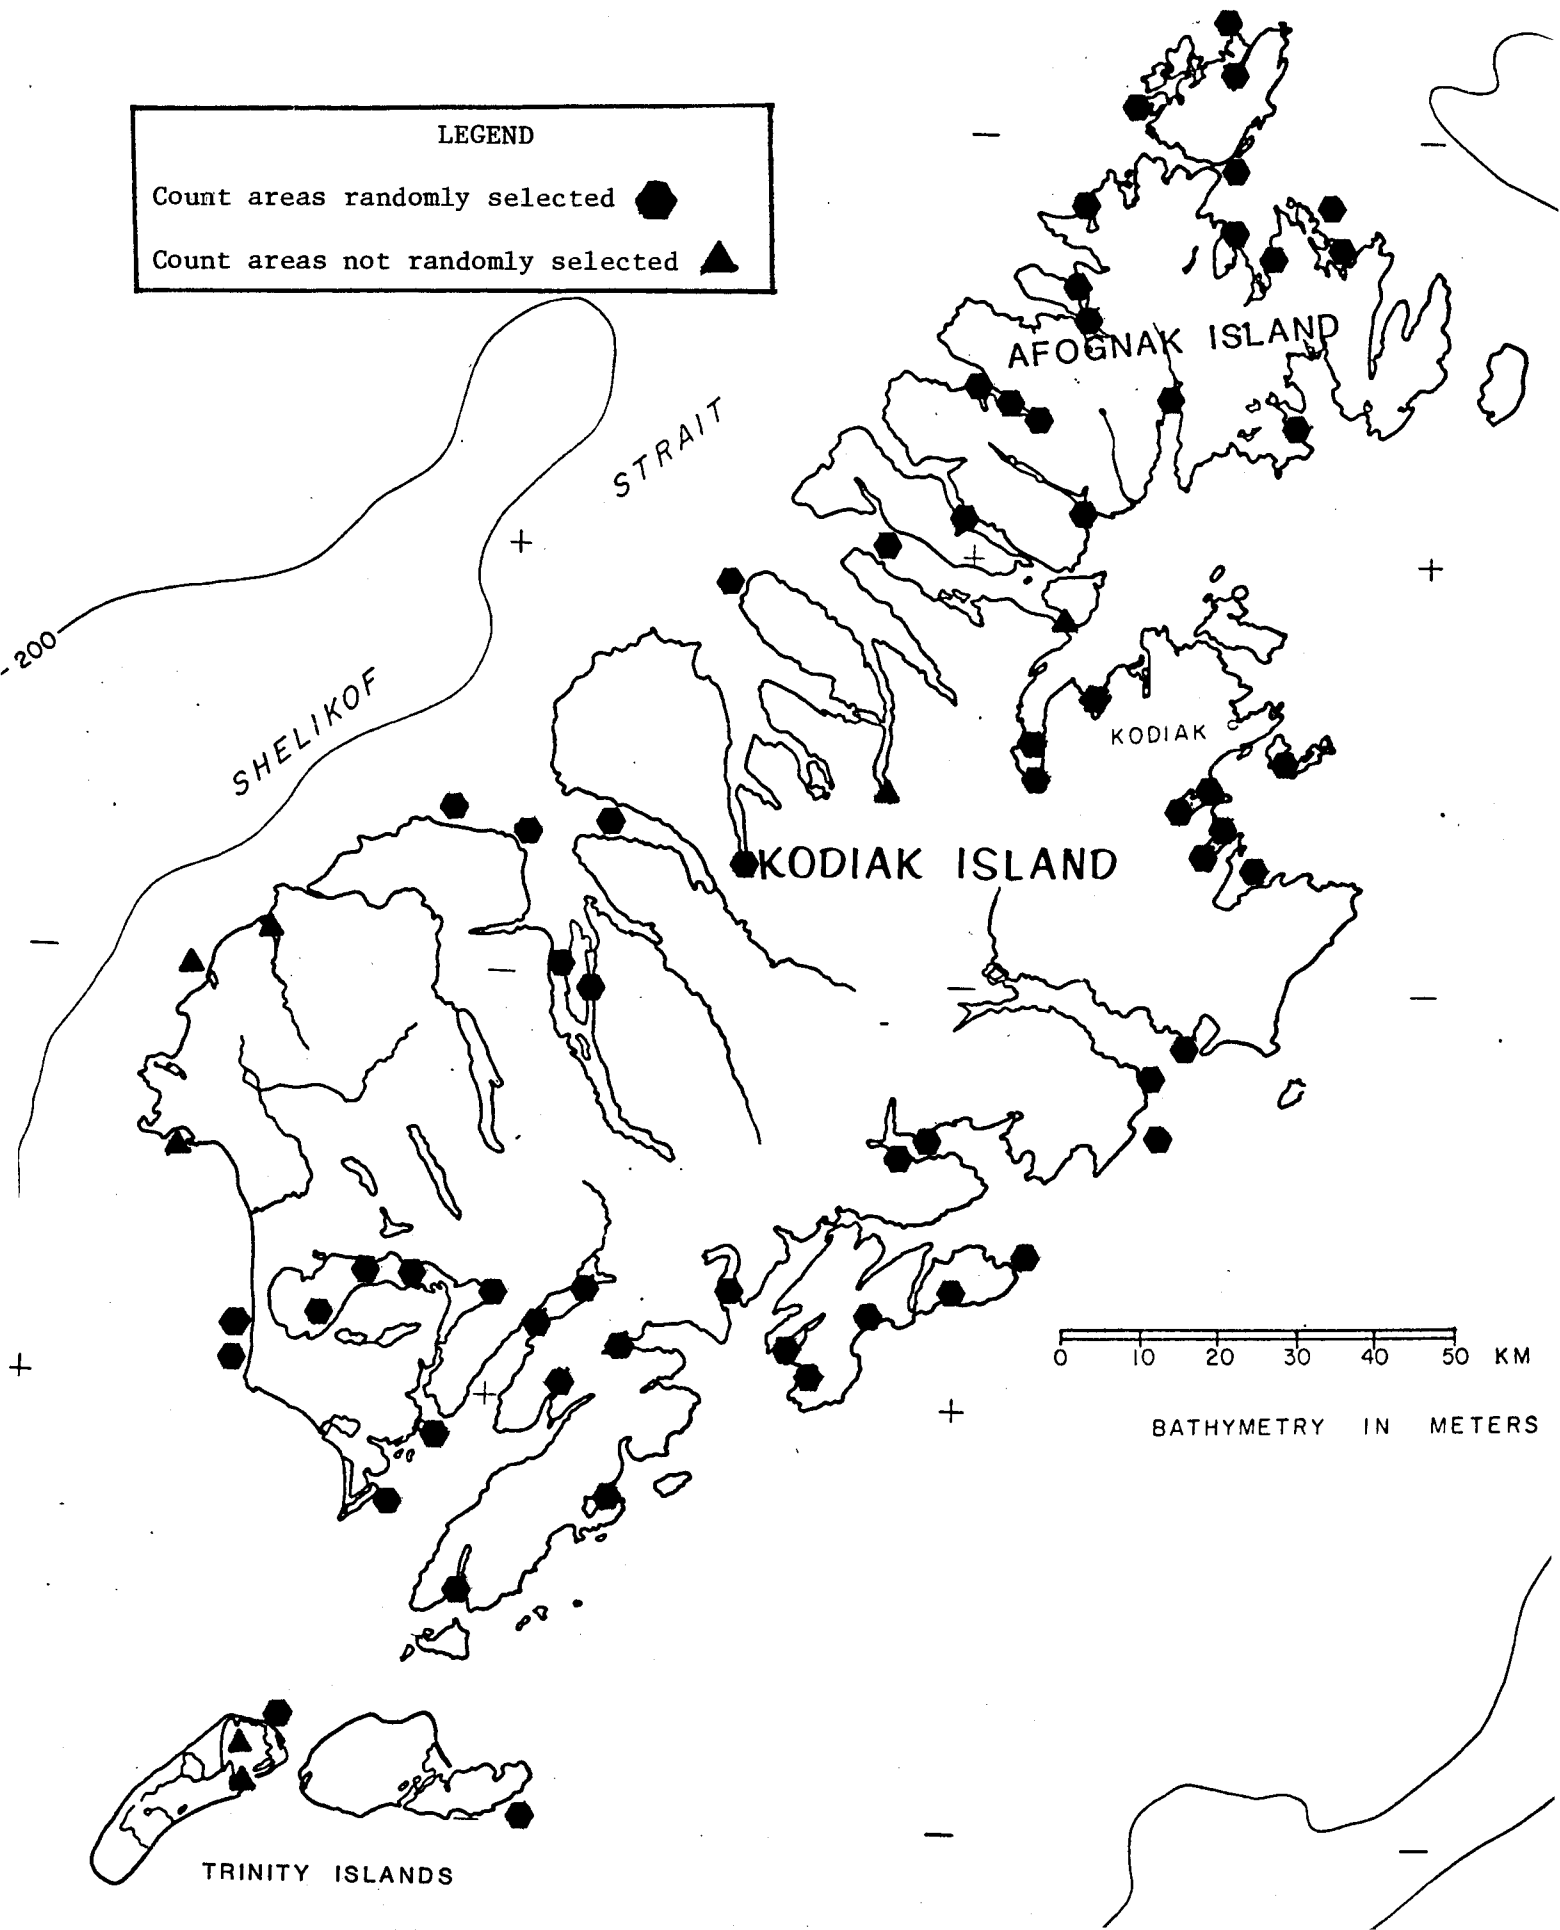 LEGEND
Count areas randomly selected
Count areas not randomly selected
AFOGNAK ISLAND
STRAIT
-200
SHELIKOF
KODIAK
KODIAK ISLAND
0 10 20 30 40 50 KM
BATHYMETRY IN METERS
TRINITY ISLANDS